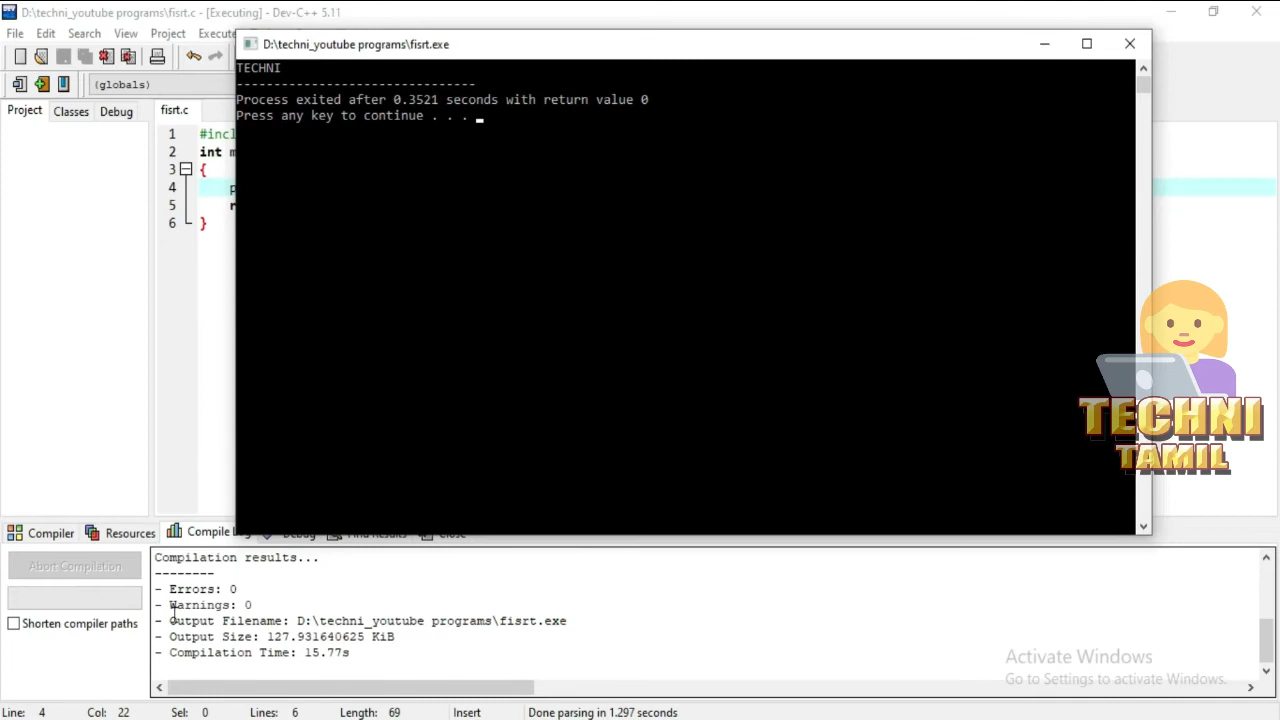 D:\techni_youtube programs\fisrt.c - [Executing] - Dev-C++ 5.11
File Edit Search View Project Execute
D:\techni_youtube programs\fisrt.exe
(globals)
Project Classes Debug
fisrt.c
TECHNI
--------------------------------
Process exited after 0.3521 seconds with return value 0
Press any key to continue . . .
1 #incl
2 int m
3 {
4 p
5 r
6 }
TECHNI
TAMIL
Compiler Resources Compile Debug Find Results Close
Abort Compilation
Shorten compiler paths
Compilation results...
--------
- Errors: 0
- Warnings: 0
- Output Filename: D:\techni_youtube programs\fisrt.exe
- Output Size: 127.931640625 KiB
- Compilation Time: 15.77s
Activate Windows
Go to Settings to activate Windows.
Line: 4 Col: 22 Sel: 0 Lines: 6 Length: 69 Insert Done parsing in 1.297 seconds